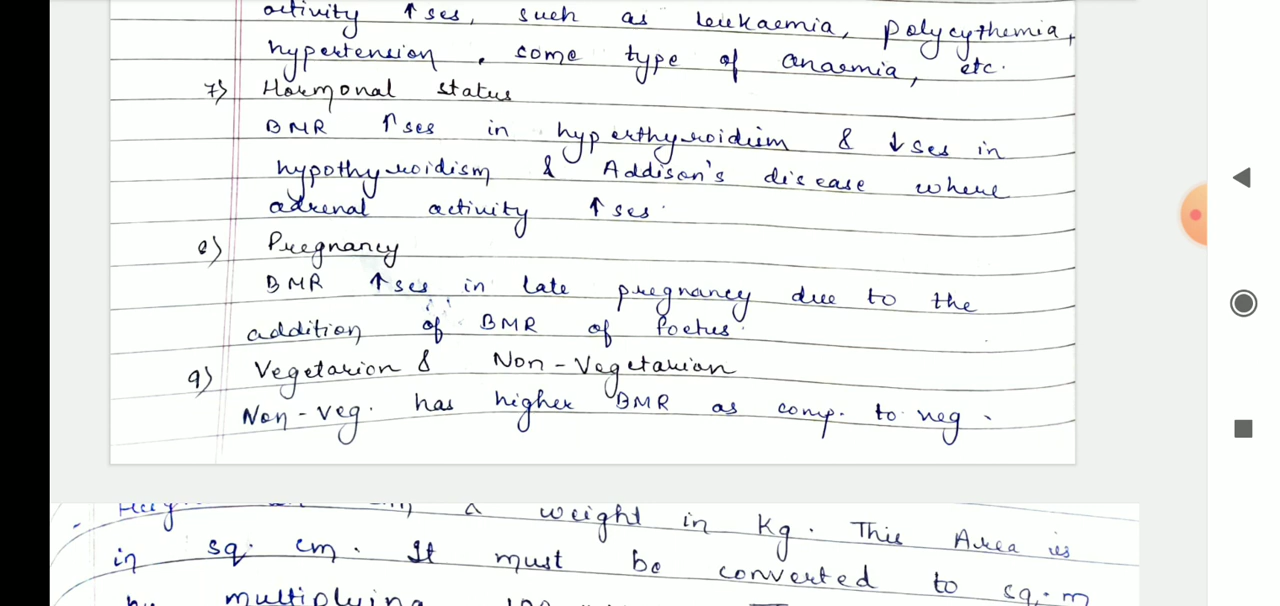 activity ↑ses, such as leukaemia, polycythemia,
hypertension, some type of anaemia, etc.
7) Hormonal status
BMR ↑ses in hyperthyroidism & ↓ses in
hypothyroidism & Addison's disease where
adrenal activity ↑ses.
8) Pregnancy
BMR ↑ses in late pregnancy due to the
addition of BMR of foetus.
9) Vegetarian & Non-Vegetarian
Non-veg. has higher BMR as comp. to veg.
weight in Kg. This Area is
in sq. cm. It must be converted to sq. m
multiplying